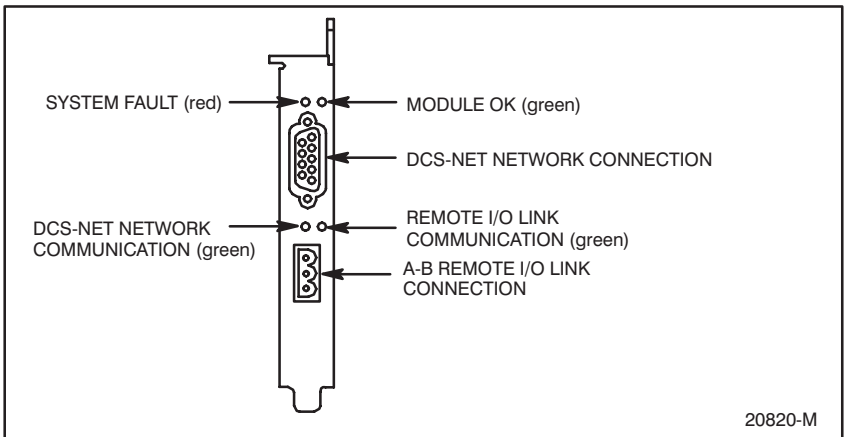 SYSTEM FAULT (red)
MODULE OK (green)
DCS-NET NETWORK CONNECTION
DCS-NET NETWORK
COMMUNICATION (green)
REMOTE I/O LINK
COMMUNICATION (green)
A-B REMOTE I/O LINK
CONNECTION
20820-M